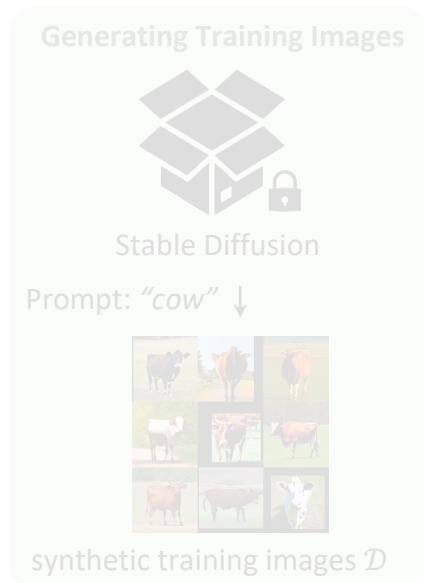 Generating Training Images
Stable Diffusion
Prompt: “cow” ↓
synthetic training images 𝒟